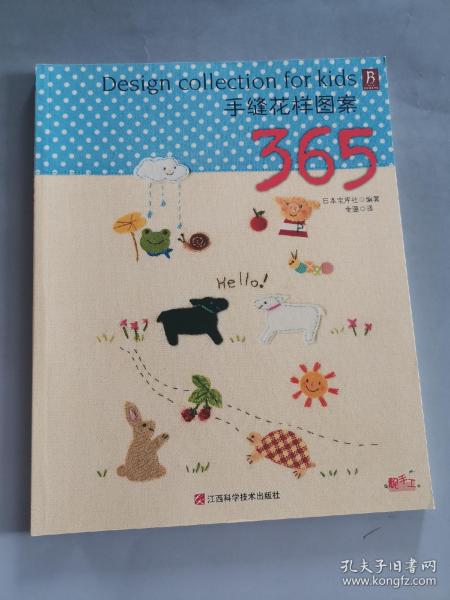 Design collection for kids
手缝花样图案
365
日本宝库社 编著
Hello!
江西科学技术出版社
孔夫子旧书网
www.kongfz.com